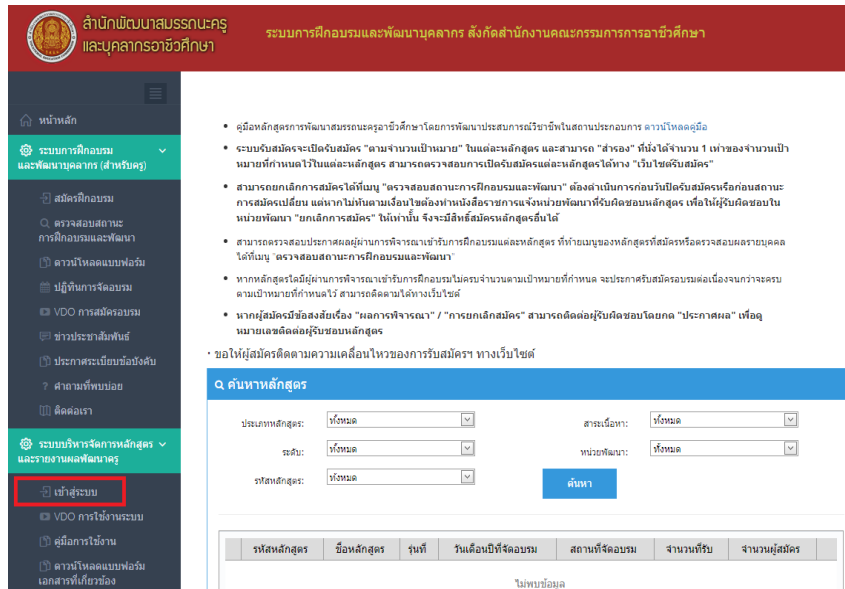 สำนักพัฒนาสมรรถนะครู
และบุคลากรอาชีวศึกษา
ระบบการฝึกอบรมและพัฒนาบุคลากร สังกัดสำนักงานคณะกรรมการการอาชีวศึกษา
หน้าหลัก
ระบบการฝึกอบรม
และพัฒนาบุคลากร (สำหรับครู)
สมัครฝึกอบรม
ตรวจสอบสถานะ
การฝึกอบรมและพัฒนา
ดาวน์โหลดแบบฟอร์ม
ปฏิทินการจัดอบรม
VDO การสมัครอบรม
ข่าวประชาสัมพันธ์
ประกาศระเบียบข้อบังคับ
? คำถามที่พบบ่อย
ติดต่อเรา
ระบบบริหารจัดการหลักสูตร
และรายงานผลพัฒนาครู
เข้าสู่ระบบ
VDO การใช้งานระบบ
คู่มือการใช้งาน
ดาวน์โหลดแบบฟอร์ม
เอกสารที่เกี่ยวข้อง
• คู่มือหลักสูตรการพัฒนาสมรรถนะครูอาชีวศึกษาโดยการพัฒนาประสบการณ์วิชาชีพในสถานประกอบการ ดาวน์โหลดคู่มือ
• ระบบรับสมัครจะเปิดรับสมัคร "ตามจำนวนเป้าหมาย" ในแต่ละหลักสูตร และสามารถ "สำรอง" ที่นั่งได้จำนวน 1 เท่าของจำนวนเป้า
หมายที่กำหนดไว้ในแต่ละหลักสูตร สามารถตรวจสอบการเปิดรับสมัครแต่ละหลักสูตรได้ทาง "เว็บไซต์รับสมัคร"
• สามารถยกเลิกการสมัครได้ที่เมนู "ตรวจสอบสถานะการฝึกอบรมและพัฒนา" ต้องดำเนินการก่อนวันปิดรับสมัครหรือก่อนสถานะ
การสมัครเปลี่ยน แต่หากไม่ทันตามเงื่อนไขต้องทำหนังสือราชการแจ้งหน่วยพัฒนาที่รับผิดชอบหลักสูตร เพื่อให้ผู้รับผิดชอบใน
หน่วยพัฒนา "ยกเลิกการสมัคร" ให้เท่านั้น จึงจะมีสิทธิ์สมัครหลักสูตรอื่นได้
• สามารถตรวจสอบประกาศผลผู้ผ่านการพิจารณาเข้ารับการฝึกอบรมแต่ละหลักสูตร ที่ท้ายเมนูของหลักสูตรที่สมัครหรือตรวจสอบผลรายบุคคล
ได้ที่เมนู "ตรวจสอบสถานะการฝึกอบรมและพัฒนา"
• หากหลักสูตรใดมีผู้ผ่านการพิจารณาเข้ารับการฝึกอบรมไม่ครบจำนวนตามเป้าหมายที่กำหนด จะประกาศรับสมัครอบรมต่อเนื่องจนกว่าจะครบ
ตามเป้าหมายที่กำหนดไว้ สามารถติดตามได้ทางเว็บไซต์
• หากผู้สมัครมีข้อสงสัยเรื่อง "ผลการพิจารณา" / "การยกเลิกสมัคร" สามารถติดต่อผู้รับผิดชอบโดยกด "ประกาศผล" เพื่อดู
หมายเลขติดต่อผู้รับชอบหลักสูตร
· ขอให้ผู้สมัครติดตามความเคลื่อนไหวของการรับสมัครฯ ทางเว็บไซต์
ค้นหาหลักสูตร
ประเภทหลักสูตร: ทั้งหมด สาระเนื้อหา: ทั้งหมด
ระดับ: ทั้งหมด หน่วยพัฒนา: ทั้งหมด
รหัสหลักสูตร: ทั้งหมด ค้นหา
รหัสหลักสูตร ชื่อหลักสูตร รุ่นที่ วันเดือนปีที่จัดอบรม สถานที่จัดอบรม จำนวนที่รับ จำนวนผู้สมัคร
ไม่พบข้อมูล